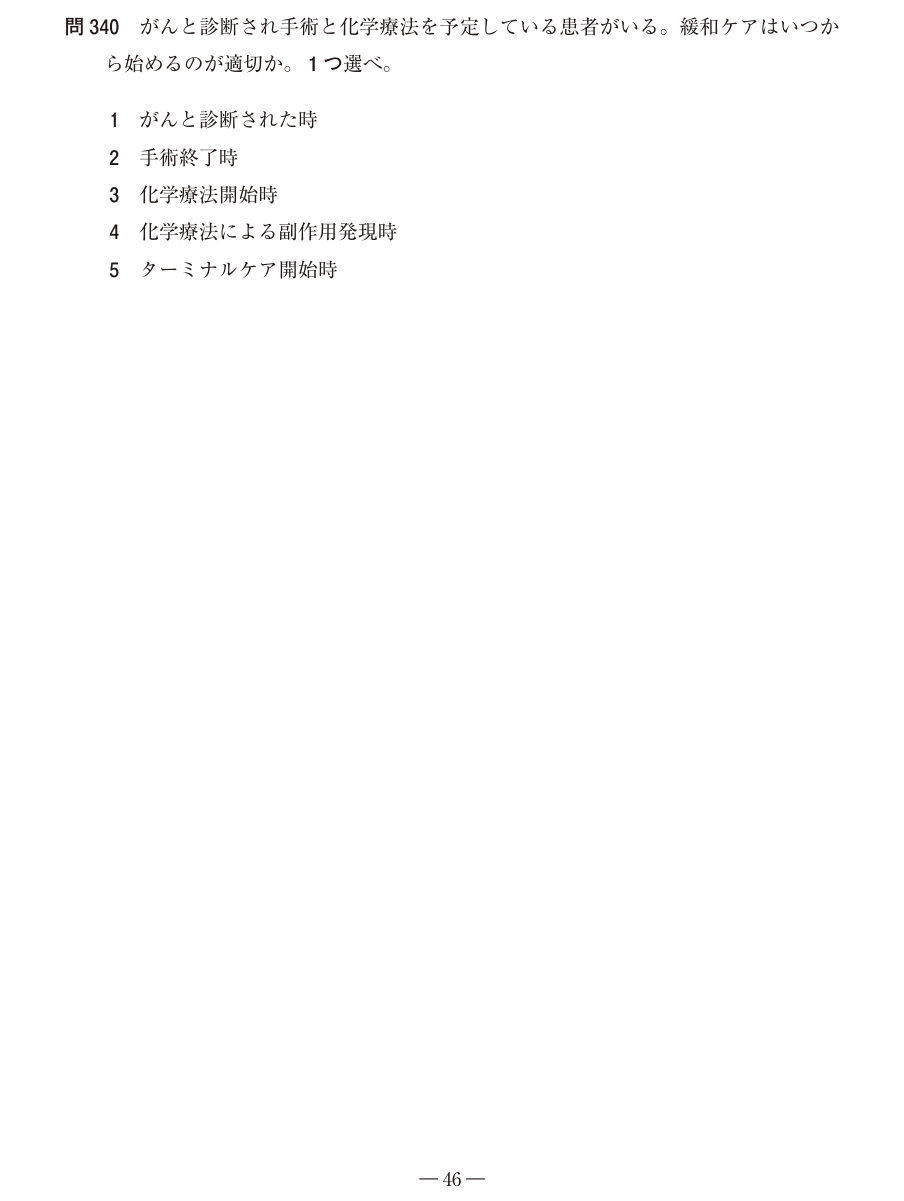 問 340　がんと診断され手術と化学療法を予定している患者がいる。緩和ケアはいつか
ら始めるのが適切か。1つ選べ。
1　がんと診断された時
2　手術終了時
3　化学療法開始時
4　化学療法による副作用発現時
5　ターミナルケア開始時
― 46 ―